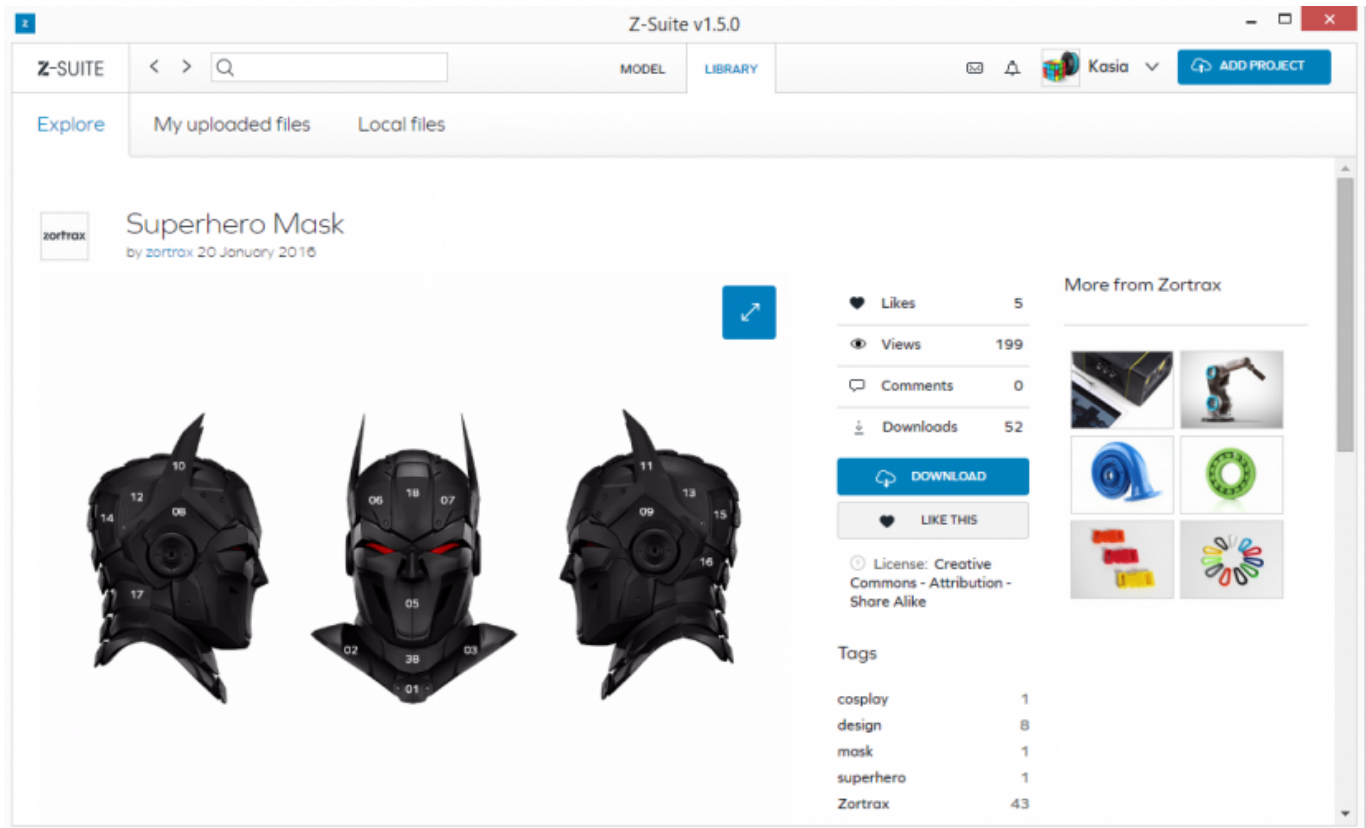 Z-Suite v1.5.0
Z-SUITE
MODEL
LIBRARY
Kasia
ADD PROJECT
Explore
My uploaded files
Local files
zortrax
Superhero Mask
by zortrax 20 January 2016
Likes 5
Views 199
Comments 0
Downloads 52
DOWNLOAD
LIKE THIS
License: Creative
Commons - Attribution -
Share Alike
Tags
cosplay 1
design 8
mask 1
superhero 1
Zortrax 43
More from Zortrax
10
12
14
08
17
06
18
07
05
02
38
03
01
11
13
09
15
16